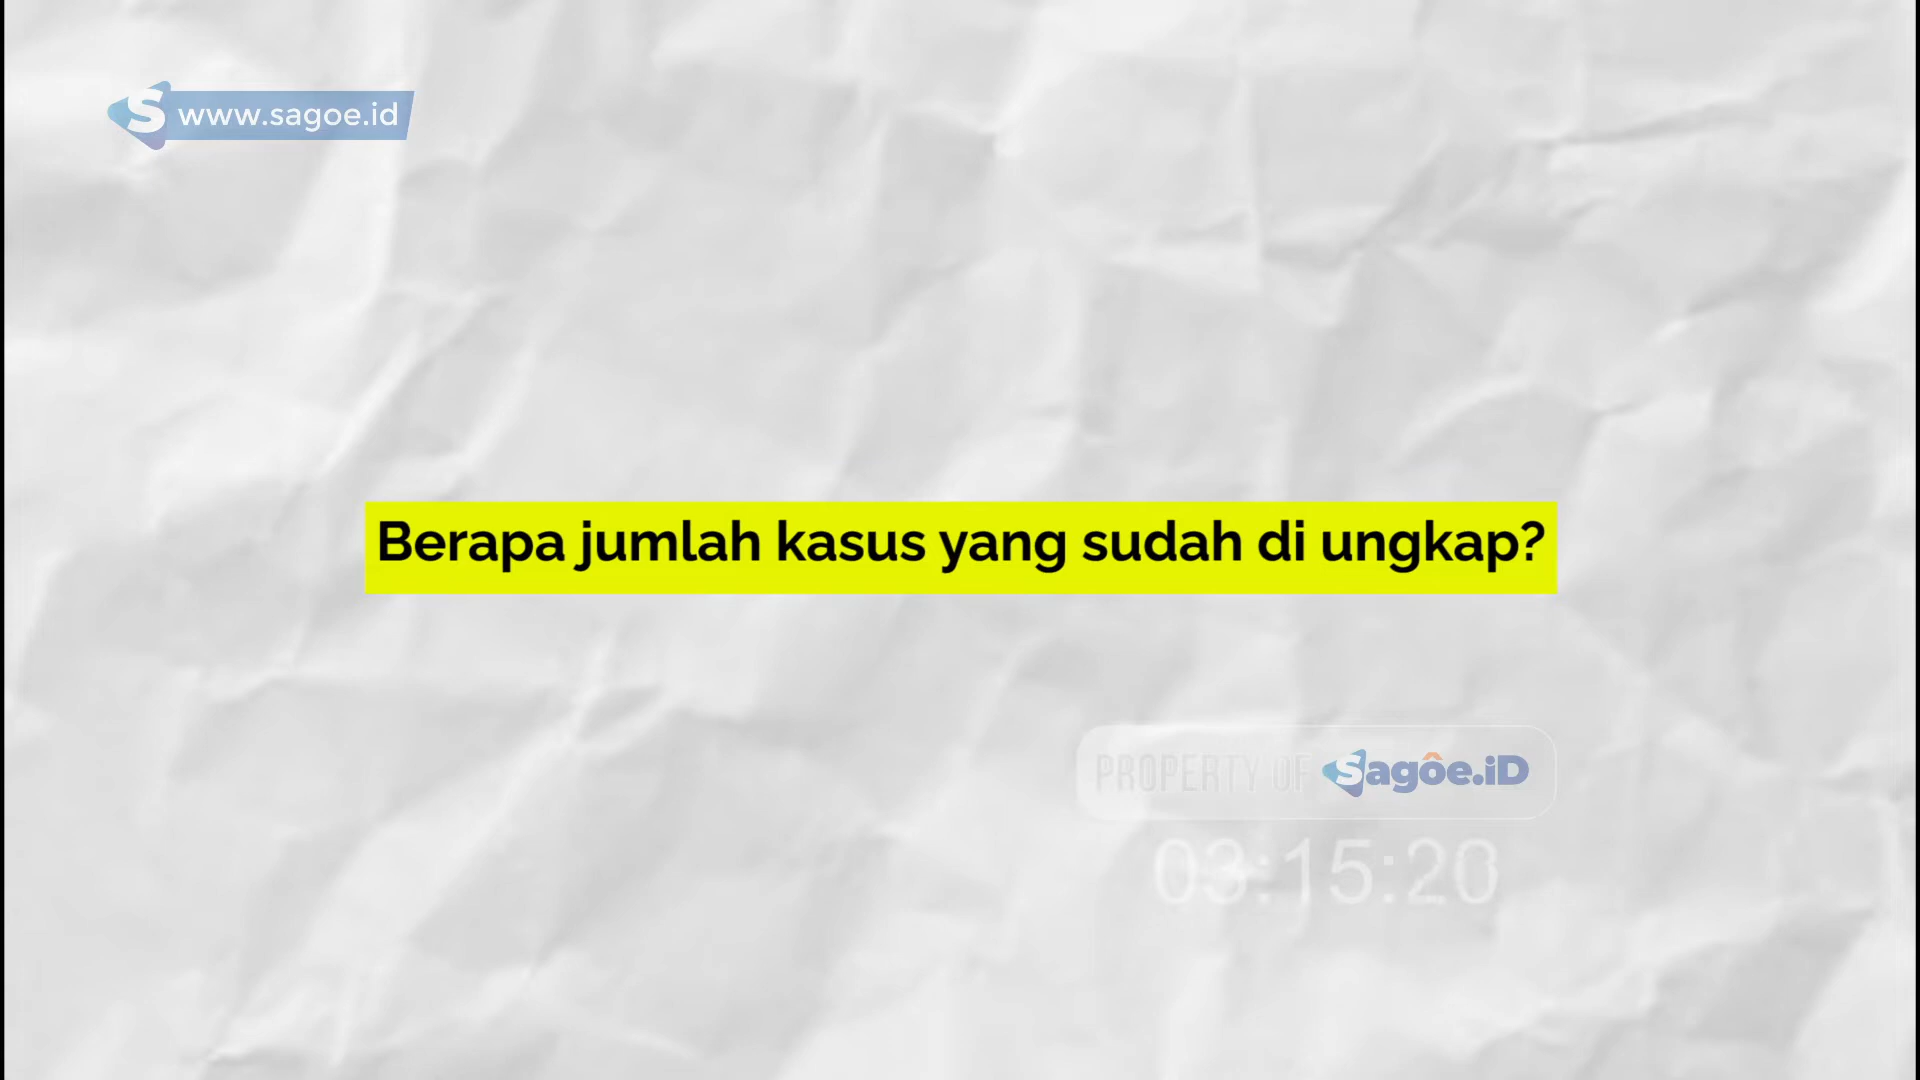 S www.sagoe.id
Berapa jumlah kasus yang sudah di ungkap?
PROPERTY OF Sagôe.iD
03:15:20